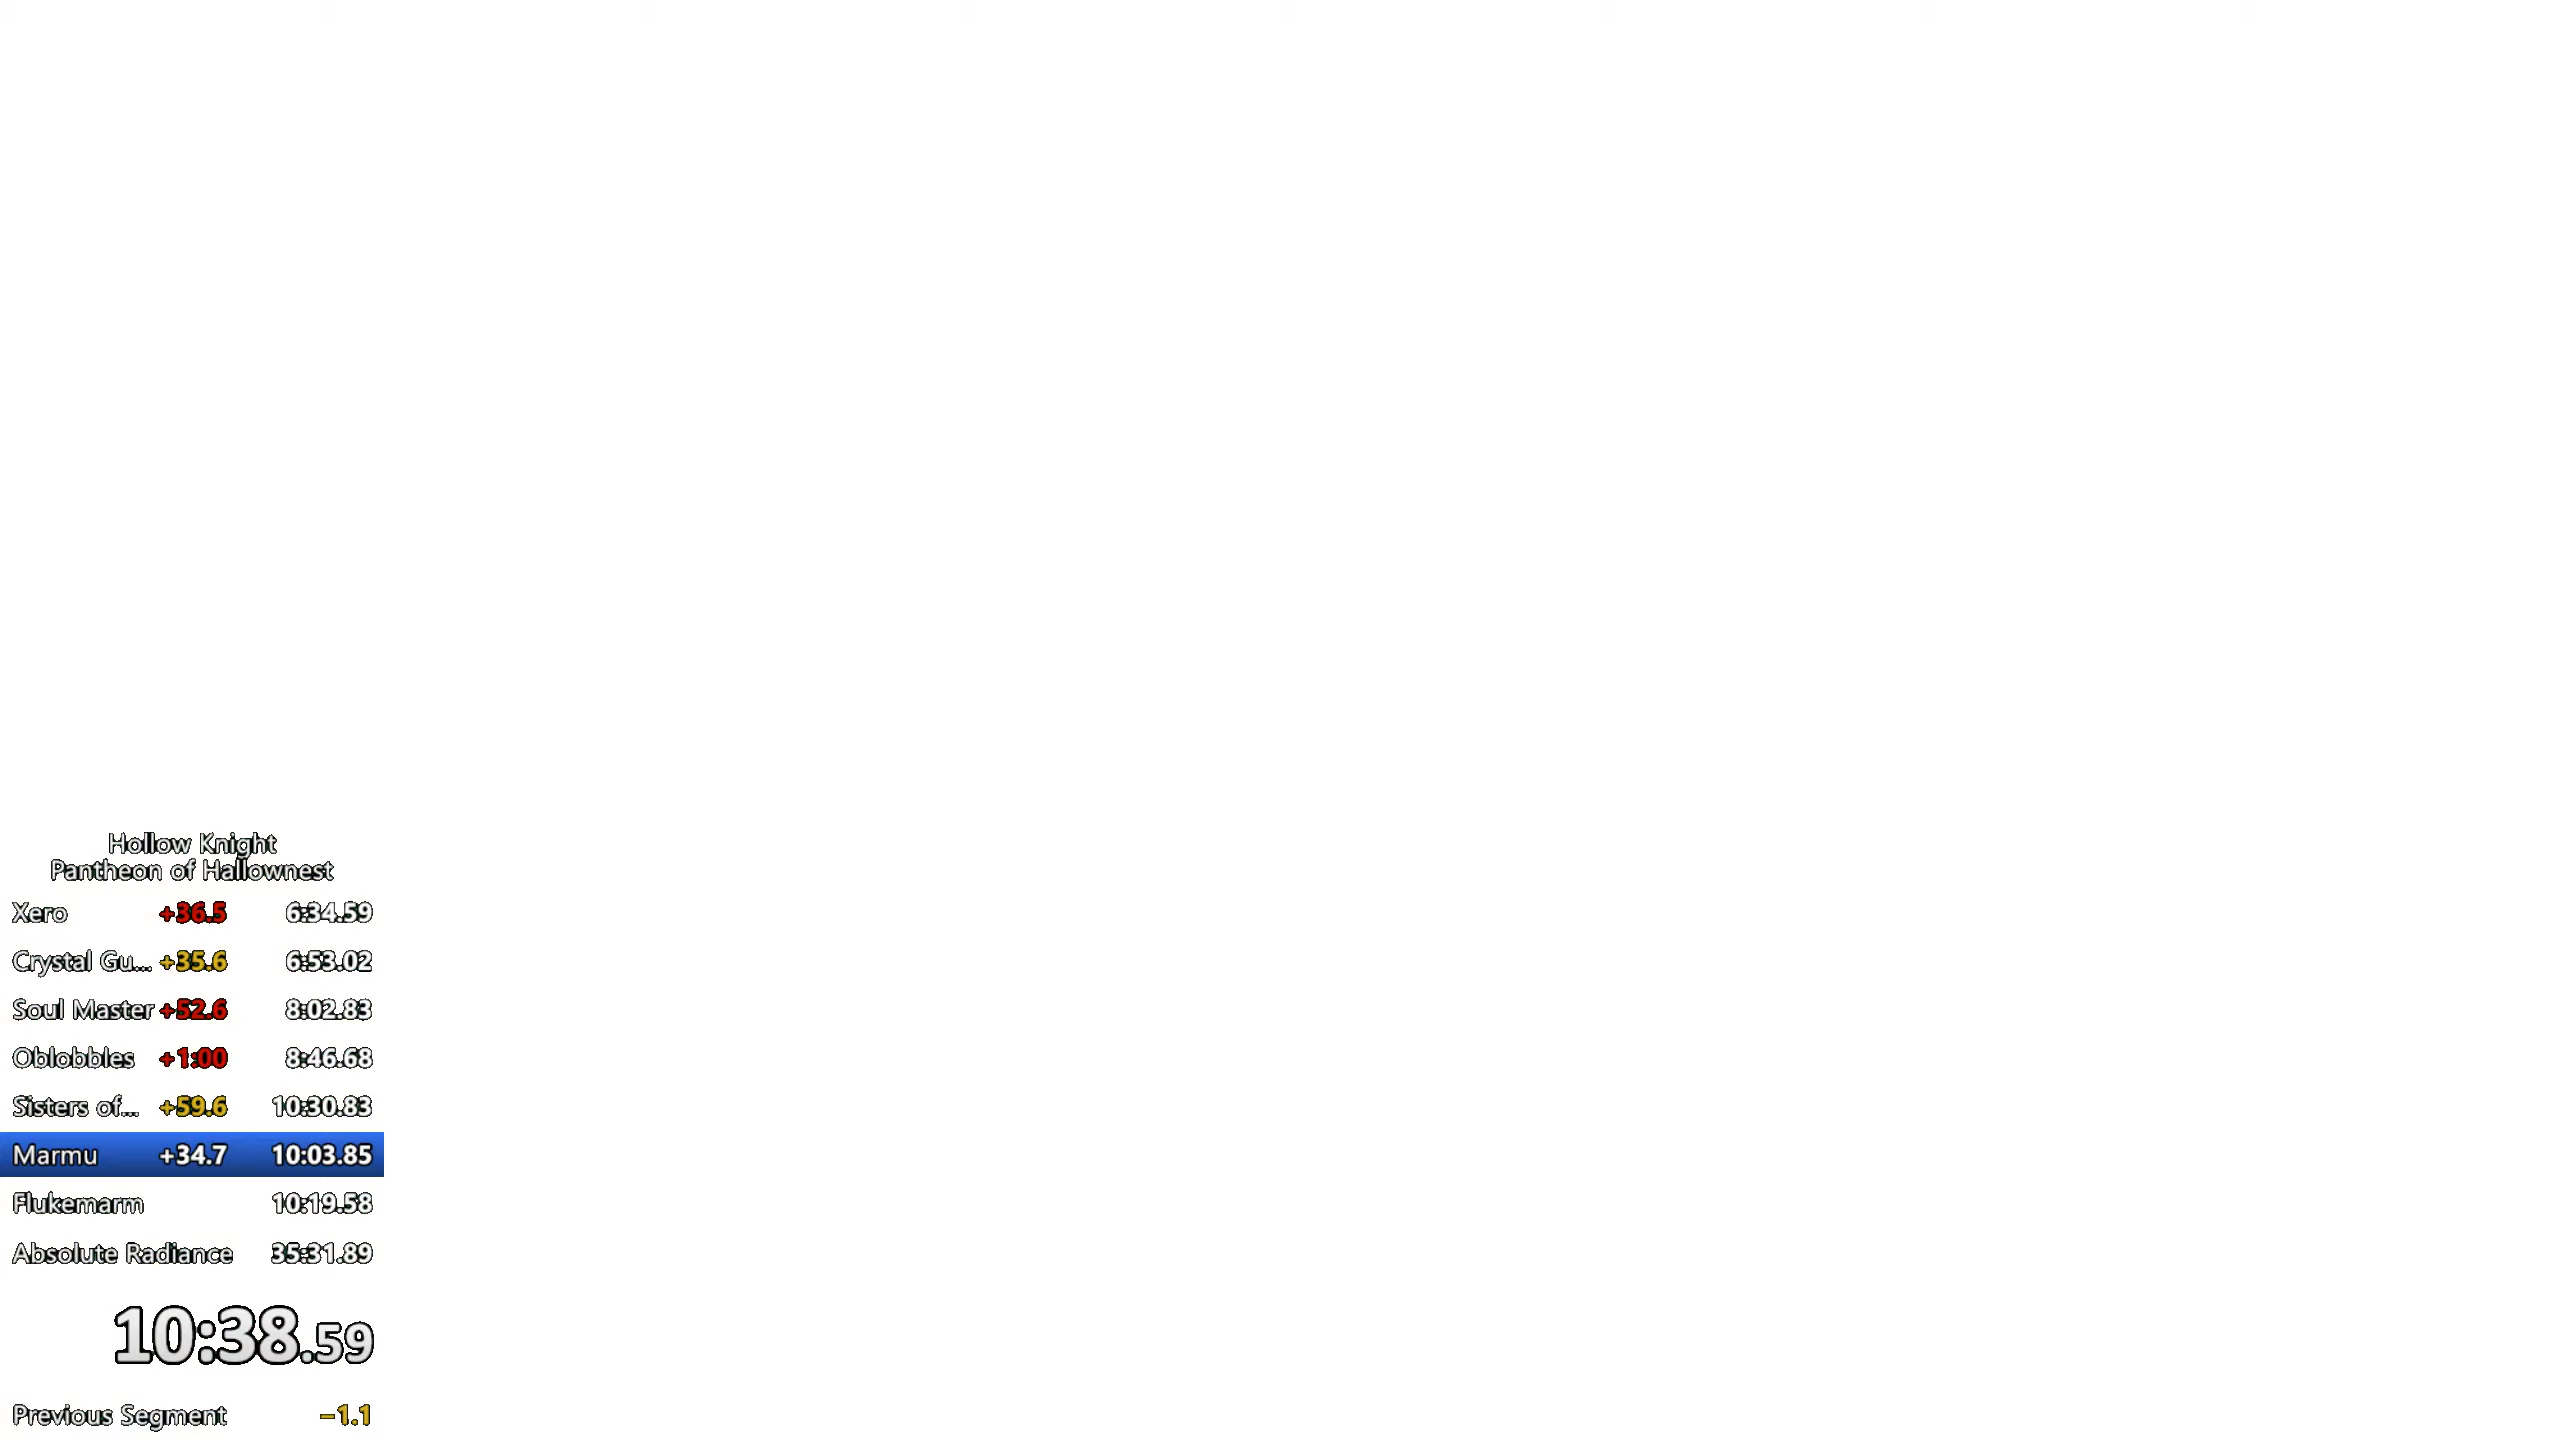 Hollow Knight
Pantheon of Hallownest
Xero +36.5 6:34.59
Crystal Gu... +35.6 6:53.02
Soul Master +52.6 8:02.83
Oblobbles +1:00 8:46.68
Sisters of... +59.6 10:30.83
Marmu +34.7 10:03.85
Flukemarm 10:19.58
Absolute Radiance 35:31.89
10:38.59
Previous Segment −1.1